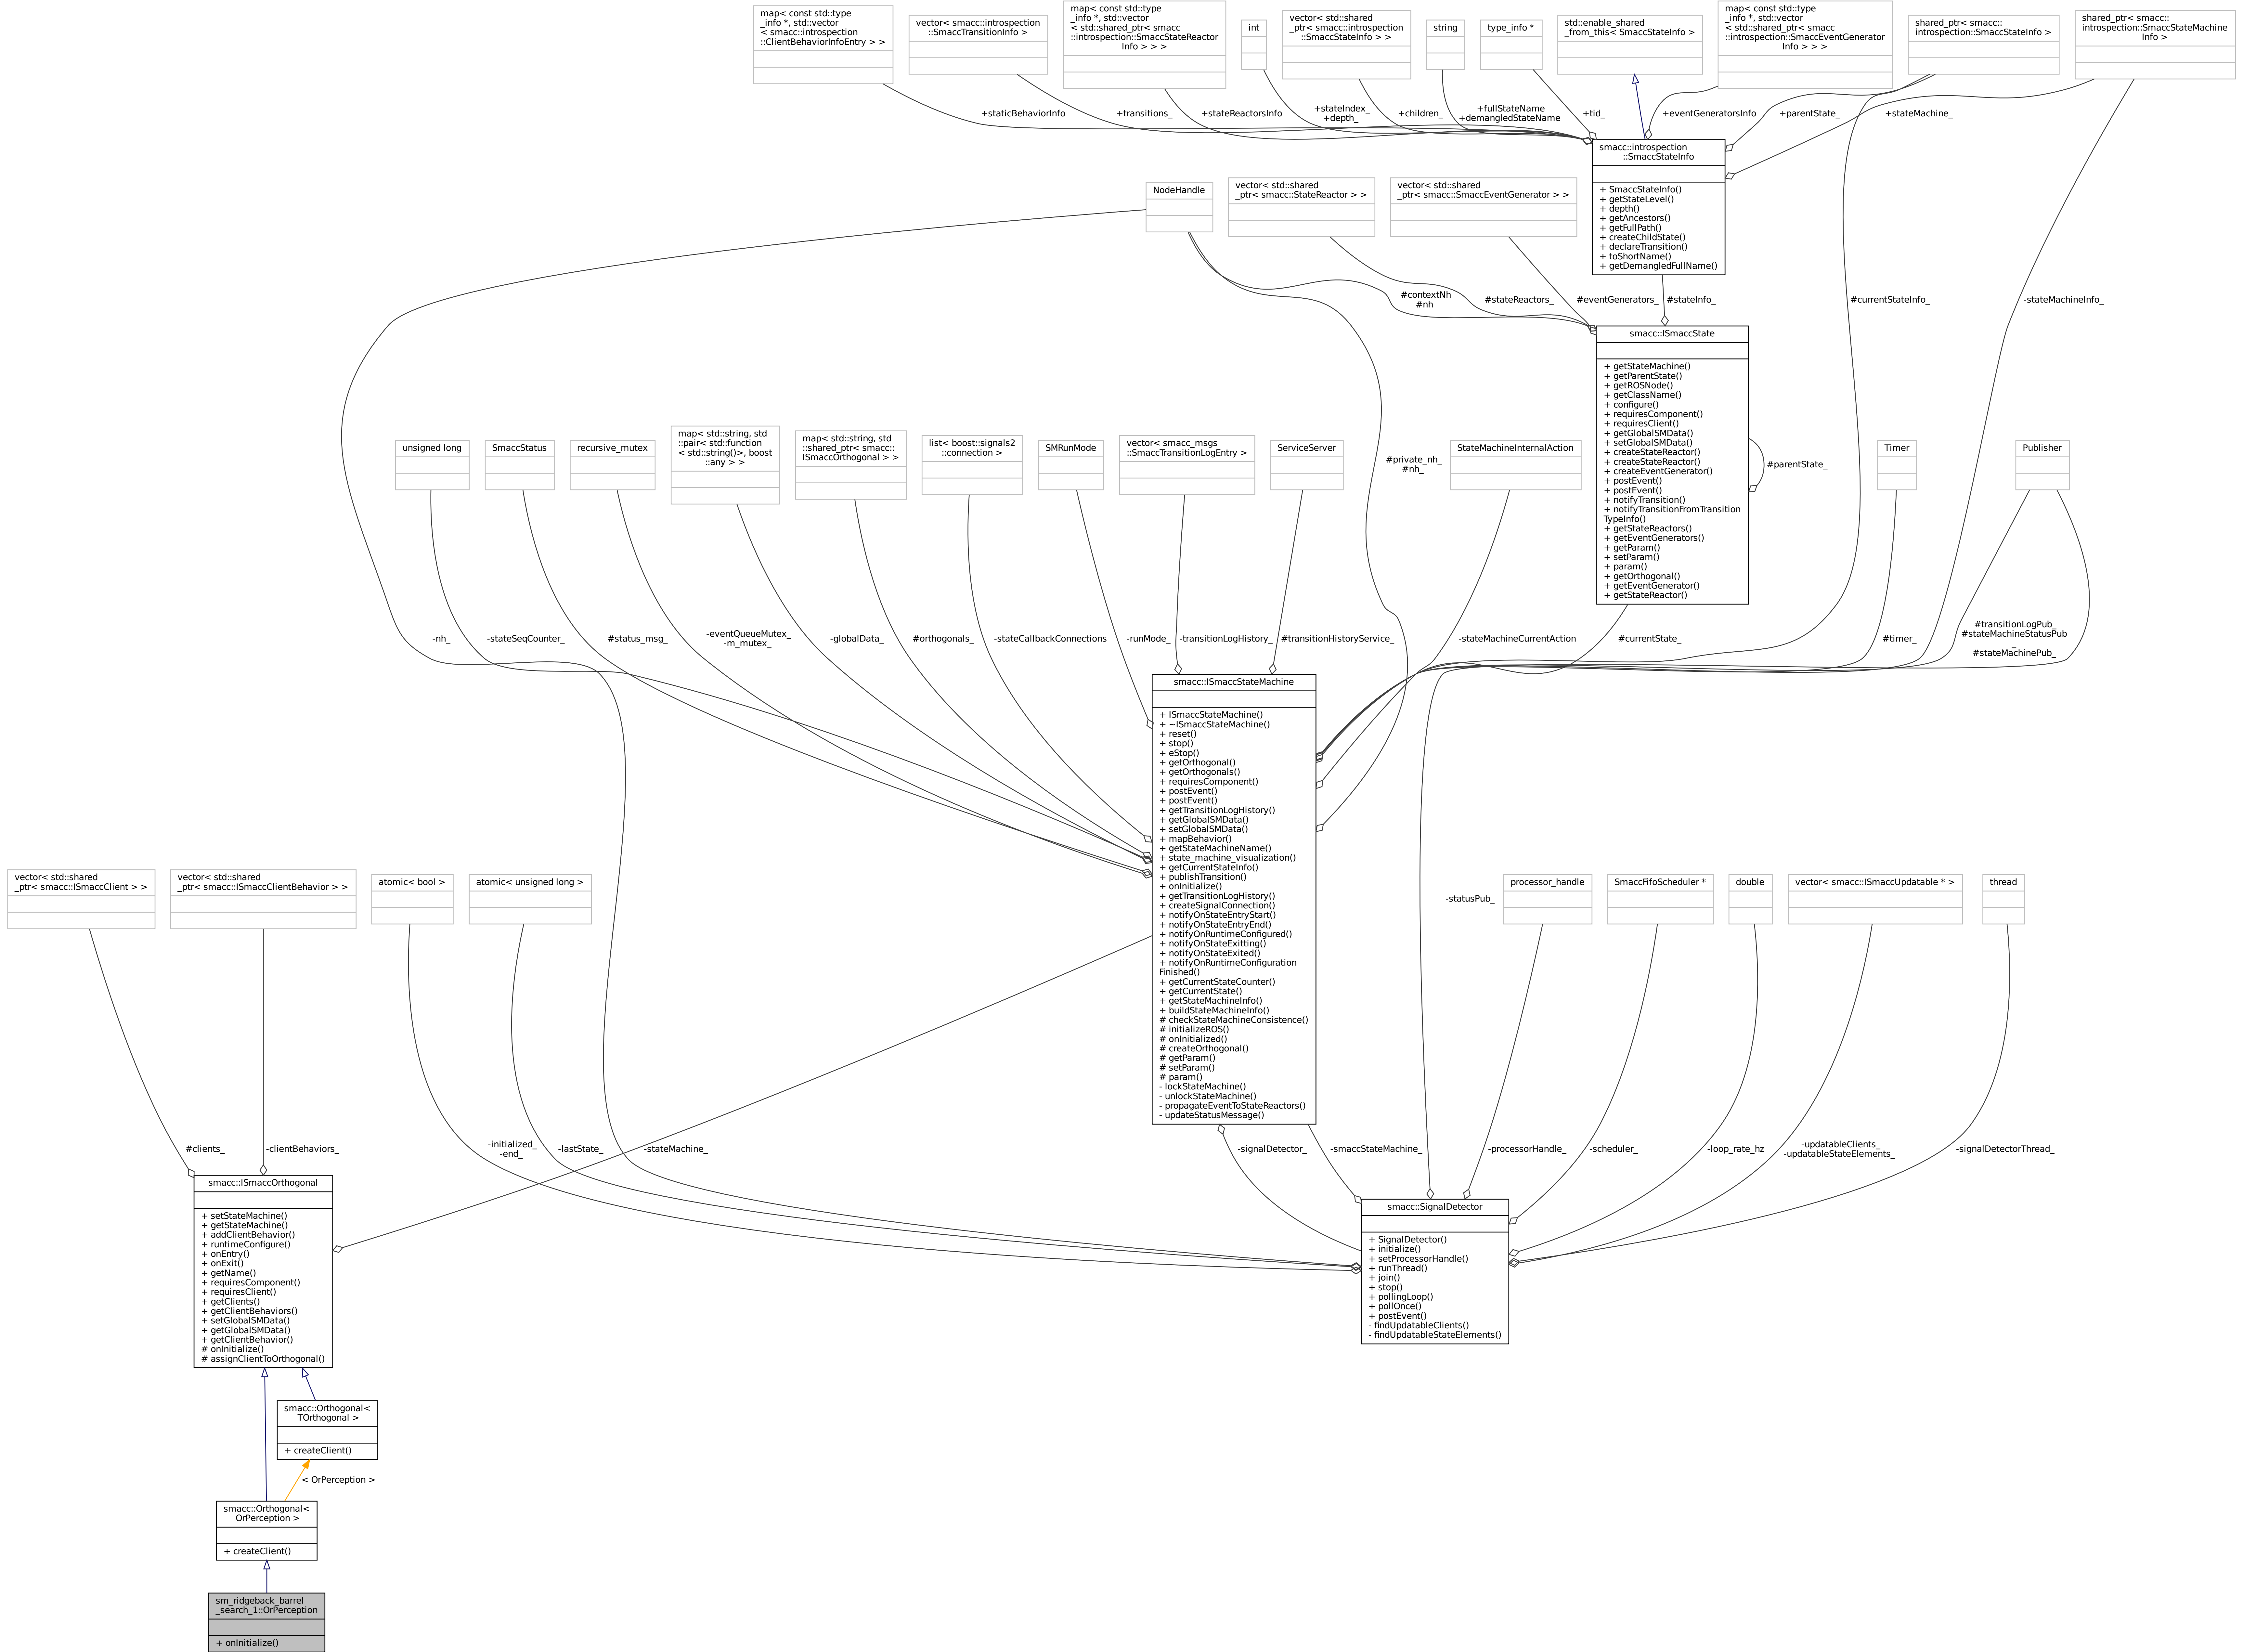 map< const std::type
_info *, std::vector
< smacc::introspection
::ClientBehaviorInfoEntry > >
vector< smacc::introspection
::SmaccTransitionInfo >
map< const std::type
_info *, std::vector
< std::shared_ptr< smacc
::introspection::SmaccStateReactor
Info > > >
int
vector< std::shared
_ptr< smacc::introspection
::SmaccStateInfo > >
string
type_info *
std::enable_shared
_from_this< SmaccStateInfo >
map< const std::type
_info *, std::vector
< std::shared_ptr< smacc
::introspection::SmaccEventGenerator
Info > > >
shared_ptr< smacc::
introspection::SmaccStateInfo >
shared_ptr< smacc::
introspection::SmaccStateMachine
Info >
+staticBehaviorInfo
+transitions_
+stateReactorsInfo
+stateIndex_
+depth_
+children_
+fullStateName
+demangledStateName
+tid_
+eventGeneratorsInfo
+parentState_
+stateMachine_
smacc::introspection
::SmaccStateInfo
+ SmaccStateInfo()
+ getStateLevel()
+ depth()
+ getAncestors()
+ getFullPath()
+ createChildState()
+ declareTransition()
+ toShortName()
+ getDemangledFullName()
NodeHandle
vector< std::shared
_ptr< smacc::StateReactor > >
vector< std::shared
_ptr< smacc::SmaccEventGenerator > >
#contextNh
#nh
#stateReactors_
#eventGenerators_
#stateInfo_
#currentStateInfo_
-stateMachineInfo_
smacc::ISmaccState
+ getStateMachine()
+ getParentState()
+ getROSNode()
+ getClassName()
+ configure()
+ requiresComponent()
+ requiresClient()
+ getGlobalSMData()
+ setGlobalSMData()
+ createStateReactor()
+ createStateReactor()
+ createEventGenerator()
+ postEvent()
+ postEvent()
+ notifyTransition()
+ notifyTransitionFromTransition
TypeInfo()
+ getStateReactors()
+ getEventGenerators()
+ getParam()
+ setParam()
+ param()
+ getOrthogonal()
+ getEventGenerator()
+ getStateReactor()
#parentState_
unsigned long
SmaccStatus
recursive_mutex
map< std::string, std
::pair< std::function
< std::string()>, boost
::any > >
map< std::string, std
::shared_ptr< smacc::
ISmaccOrthogonal > >
list< boost::signals2
::connection >
SMRunMode
vector< smacc_msgs
::SmaccTransitionLogEntry >
ServiceServer
#private_nh_
#nh_
StateMachineInternalAction
Timer
Publisher
-nh_
-stateSeqCounter_
#status_msg_
-eventQueueMutex_
-m_mutex_
-globalData_
#orthogonals_
-stateCallbackConnections
-runMode_
-transitionLogHistory_
#transitionHistoryService_
-stateMachineCurrentAction
#currentState_
#timer_
#transitionLogPub_
#stateMachineStatusPub
_
#stateMachinePub_
smacc::ISmaccStateMachine
+ ISmaccStateMachine()
+ ~ISmaccStateMachine()
+ reset()
+ stop()
+ eStop()
+ getOrthogonal()
+ getOrthogonals()
+ requiresComponent()
+ postEvent()
+ postEvent()
+ getTransitionLogHistory()
+ getGlobalSMData()
+ setGlobalSMData()
+ mapBehavior()
+ getStateMachineName()
+ state_machine_visualization()
+ getCurrentStateInfo()
+ publishTransition()
+ onInitialize()
+ getTransitionLogHistory()
+ createSignalConnection()
+ notifyOnStateEntryStart()
+ notifyOnStateEntryEnd()
+ notifyOnRuntimeConfigured()
+ notifyOnStateExitting()
+ notifyOnStateExited()
+ notifyOnRuntimeConfiguration
Finished()
+ getCurrentStateCounter()
+ getCurrentState()
+ getStateMachineInfo()
+ buildStateMachineInfo()
# checkStateMachineConsistence()
# initializeROS()
# onInitialized()
# createOrthogonal()
# getParam()
# setParam()
# param()
- lockStateMachine()
- unlockStateMachine()
- propagateEventToStateReactors()
- updateStatusMessage()
vector< std::shared
_ptr< smacc::ISmaccClient > >
vector< std::shared
_ptr< smacc::ISmaccClientBehavior > >
atomic< bool >
atomic< unsigned long >
-statusPub_
processor_handle
SmaccFifoScheduler *
double
vector< smacc::ISmaccUpdatable * >
thread
#clients_
-clientBehaviors_
-initialized_
-end_
-lastState_
-stateMachine_
-signalDetector_
-smaccStateMachine_
-processorHandle_
-scheduler_
-loop_rate_hz
-updatableClients_
-updatableStateElements_
-signalDetectorThread_
smacc::ISmaccOrthogonal
+ setStateMachine()
+ getStateMachine()
+ addClientBehavior()
+ runtimeConfigure()
+ onEntry()
+ onExit()
+ getName()
+ requiresComponent()
+ requiresClient()
+ getClients()
+ getClientBehaviors()
+ setGlobalSMData()
+ getGlobalSMData()
+ getClientBehavior()
# onInitialize()
# assignClientToOrthogonal()
smacc::SignalDetector
+ SignalDetector()
+ initialize()
+ setProcessorHandle()
+ runThread()
+ join()
+ stop()
+ pollingLoop()
+ pollOnce()
+ postEvent()
- findUpdatableClients()
- findUpdatableStateElements()
smacc::Orthogonal<
TOrthogonal >
+ createClient()
< OrPerception >
smacc::Orthogonal<
OrPerception >
+ createClient()
sm_ridgeback_barrel
_search_1::OrPerception
+ onInitialize()